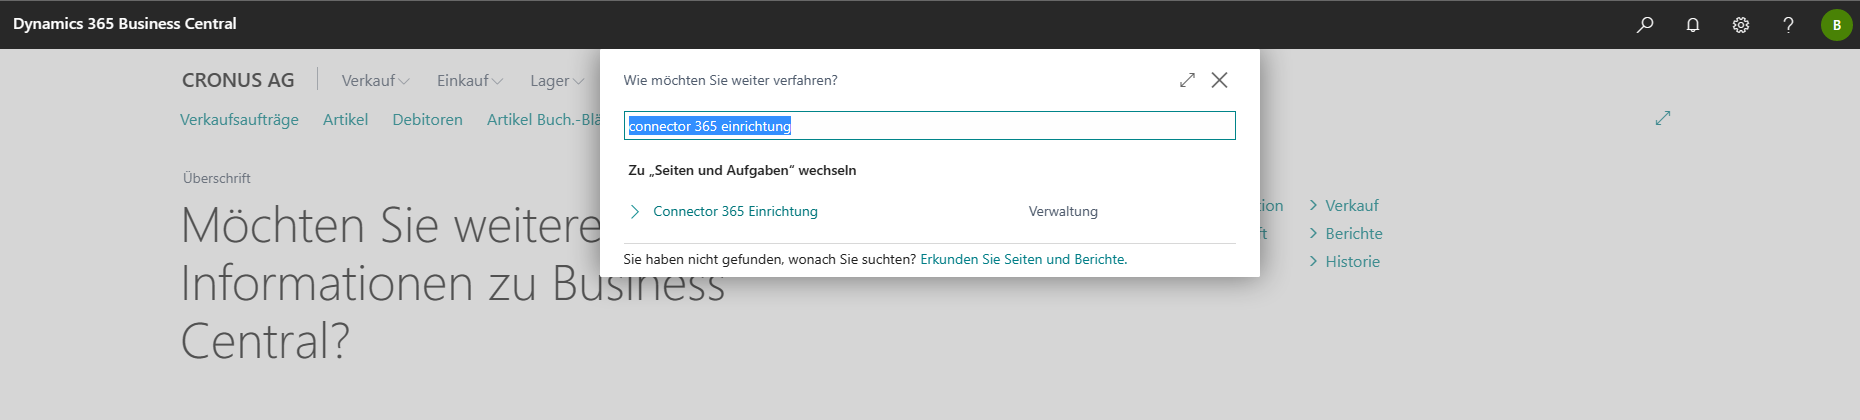 Dynamics 365 Business Central
B
CRONUS AG
Verkauf
Einkauf
Lager
Verkaufsaufträge
Artikel
Debitoren
Artikel Buch.-Blä
Wie möchten Sie weiter verfahren?
connector 365 einrichtung
Zu „Seiten und Aufgaben“ wechseln
Connector 365 Einrichtung
Verwaltung
Sie haben nicht gefunden, wonach Sie suchten? Erkunden Sie Seiten und Berichte.
Überschrift
Möchten Sie weitere
Informationen zu Business
Central?
Verkauf
Berichte
Historie